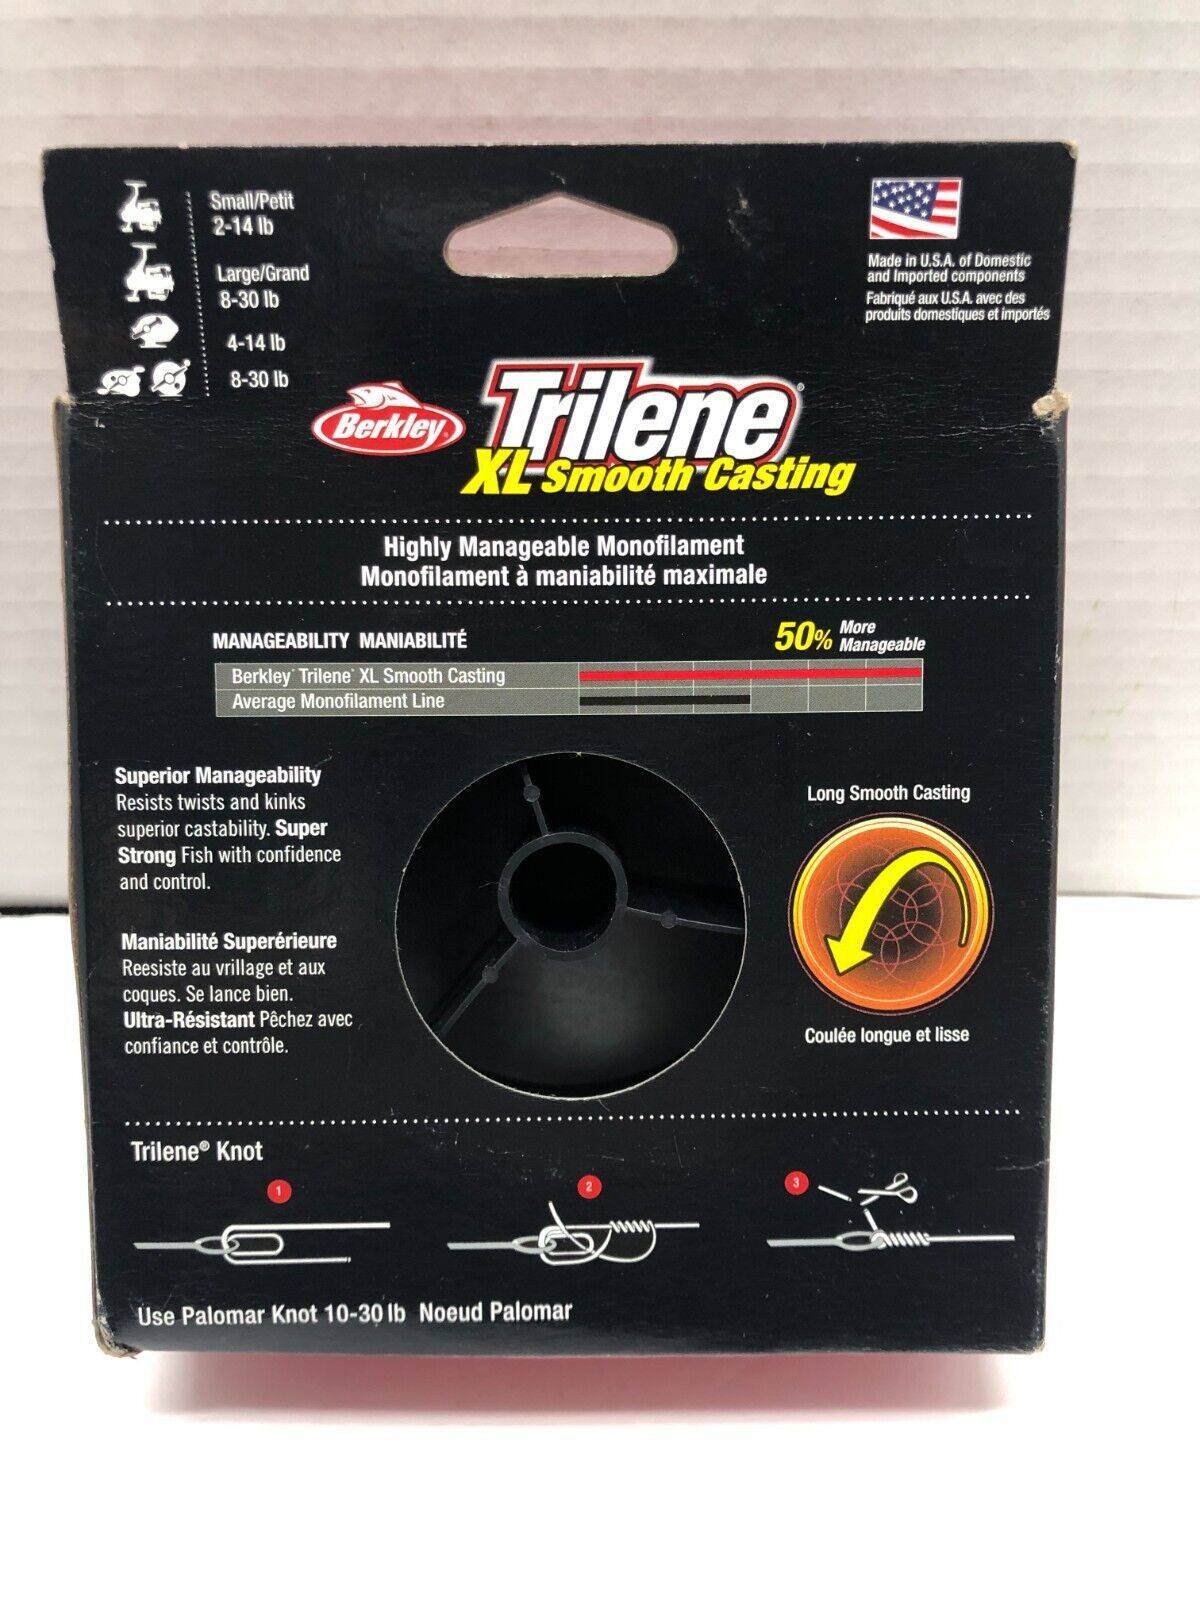 Small/Petit
2-14 lb
Large/Grand
8-30 lb
4-14 lb
8-30 lb
Made in U.S.A. of Domestic
and Imported components
Fabriqué aux U.S.A. avec des
produits domestiques et importés
Berkley®
Trilene®
XL Smooth Casting
Highly Manageable Monofilament
Monofilament à maniabilité maximale
MANAGEABILITY MANIABILITÉ
50% More
Manageable
Berkley® Trilene® XL Smooth Casting
Average Monofilament Line
Superior Manageability
Resists twists and kinks
superior castability. Super
Strong Fish with confidence
and control.
Maniabilité Superérieure
Reesiste au vrillage et aux
coques. Se lance bien.
Ultra-Résistant Pêchez avec
confiance et contrôle.
Long Smooth Casting
Coulée longue et lisse
Trilene® Knot
1
2
3
Use Palomar Knot 10-30 lb Noeud Palomar